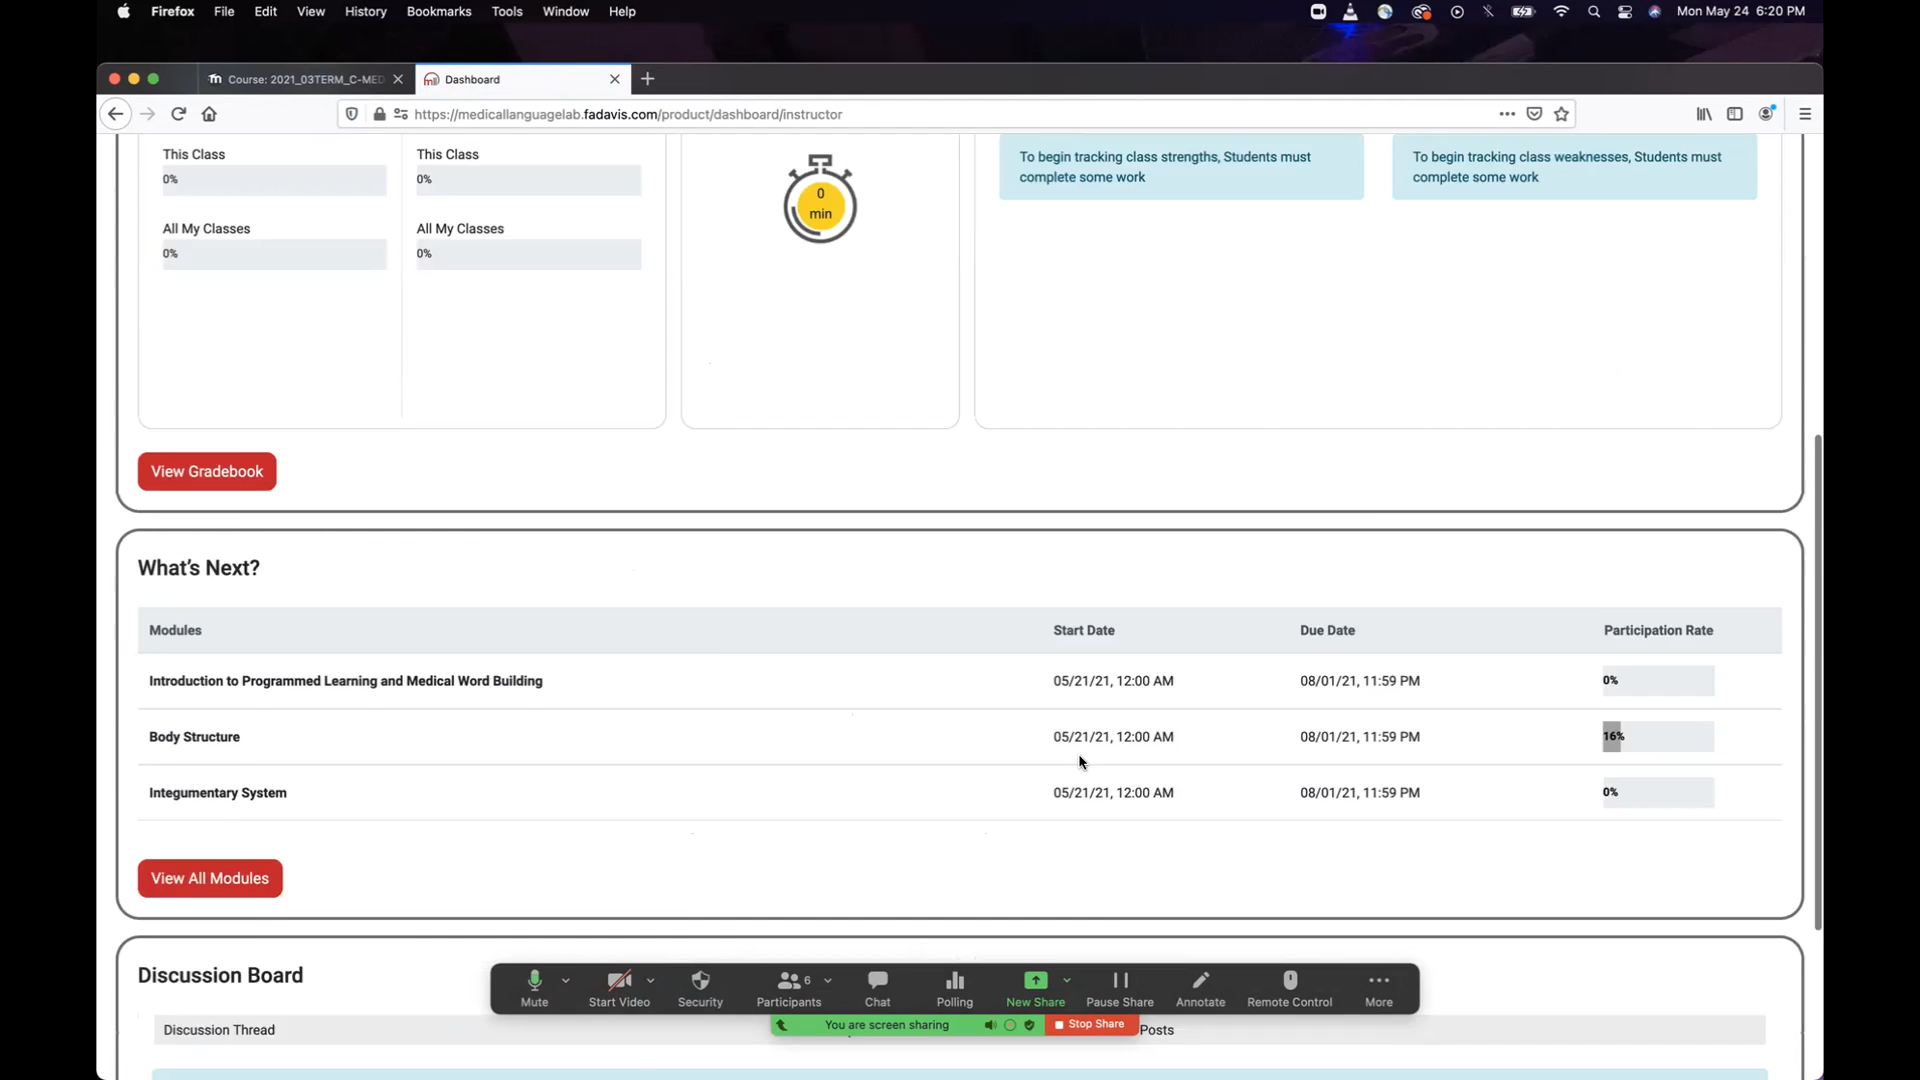 Firefox File Edit View History Bookmarks Tools Window Help Mon May 24 6:20 PM
Course: 2021_03TERM_C-MED Dashboard
https://medicallanguagelab.fadavis.com/product/dashboard/instructor
This Class This Class
0% 0%
All My Classes All My Classes
0% 0%
0
min
To begin tracking class strengths, Students must
complete some work
To begin tracking class weaknesses, Students must
complete some work
View Gradebook
What's Next?
Modules Start Date Due Date Participation Rate
Introduction to Programmed Learning and Medical Word Building 05/21/21, 12:00 AM 08/01/21, 11:59 PM 0%
Body Structure 05/21/21, 12:00 AM 08/01/21, 11:59 PM 16%
Integumentary System 05/21/21, 12:00 AM 08/01/21, 11:59 PM 0%
View All Modules
Discussion Board
Mute Start Video Security Participants 6 Chat Polling New Share Pause Share Annotate Remote Control More
You are screen sharing Stop Share
Discussion Thread Posts